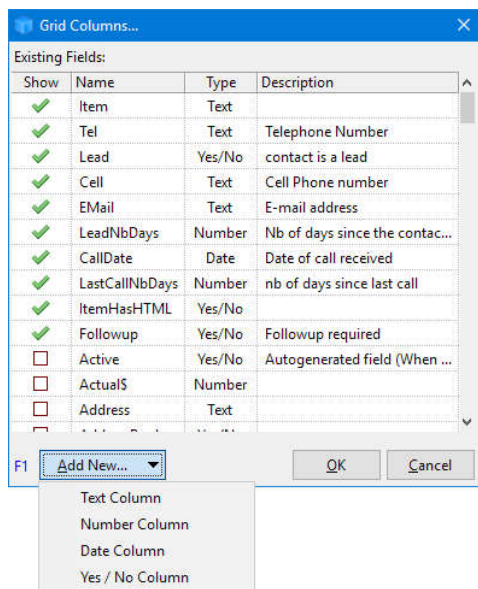 Grid Columns...
Existing Fields:
Show Name Type Description
Item Text
Tel Text Telephone Number
Lead Yes/No contact is a lead
Cell Text Cell Phone number
EMail Text E-mail address
LeadNbDays Number Nb of days since the contac...
CallDate Date Date of call received
LastCallNbDays Number nb of days since last call
ItemHasHTML Yes/No
Followup Yes/No Followup required
Active Yes/No Autogenerated field (When ...
Actual$ Number
Address Text
F1 Add New... OK Cancel
Text Column
Number Column
Date Column
Yes / No Column